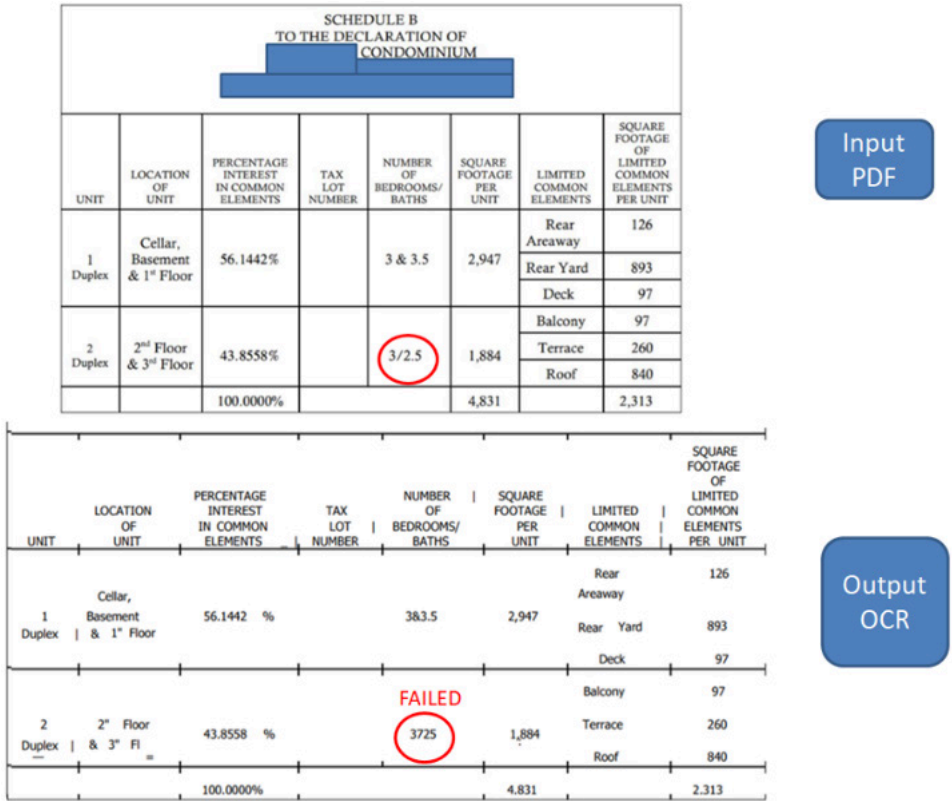 SCHEDULE B
TO THE DECLARATION OF
CONDOMINIUM
UNIT
LOCATION
OF
UNIT
PERCENTAGE
INTEREST
IN COMMON
ELEMENTS
TAX
LOT
NUMBER
NUMBER
OF
BEDROOMS/
BATHS
SQUARE
FOOTAGE
PER
UNIT
LIMITED
COMMON
ELEMENTS
SQUARE
FOOTAGE
OF
LIMITED
COMMON
ELEMENTS
PER UNIT
1
Duplex
Cellar,
Basement
& 1st Floor
56.1442%
3 & 3.5
2,947
Rear
Areaway
126
Rear Yard
893
Deck
97
2
Duplex
2nd Floor
& 3rd Floor
43.8558%
3/2.5
1,884
Balcony
97
Terrace
260
Roof
840
100.0000%
4,831
2,313
Input
PDF
UNIT
LOCATION
OF
UNIT
PERCENTAGE
INTEREST
IN COMMON
ELEMENTS _ |
TAX
LOT |
NUMBER
NUMBER |
OF
BEDROOMS/
BATHS
SQUARE
FOOTAGE |
PER
UNIT
LIMITED |
COMMON |
ELEMENTS |
SQUARE
FOOTAGE
OF
LIMITED
COMMON
ELEMENTS
PER UNIT
1
Duplex |
Cellar,
Basement
& 1" Floor
56.1442 %
3&3.5
2,947
Rear
Areaway
126
Rear Yard
893
Deck
97
2
Duplex |
2" Floor
& 3" Fl =
43.8558 %
FAILED
3725
1,884
Balcony
97
Terrace
260
Roof
840
100.0000%
4.831
2.313
Output
OCR